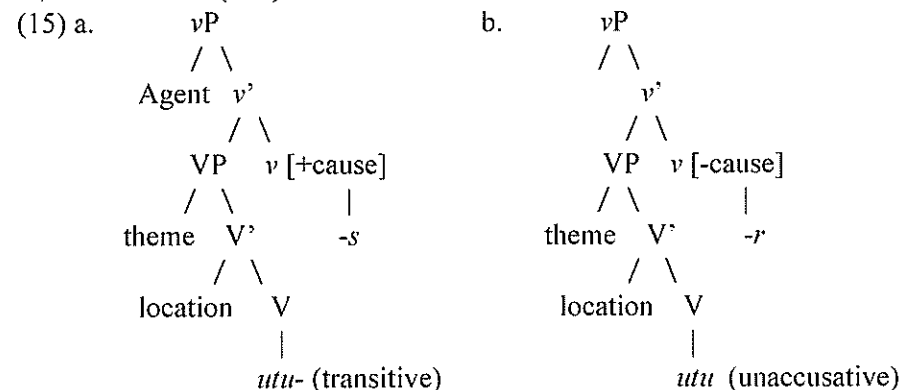 (15) a. vP b. vP
Agent v' v'
VP v [+cause] VP v [-cause]
theme V' -s theme V' -r
location V location V
utu- (transitive) utu (unaccusative)